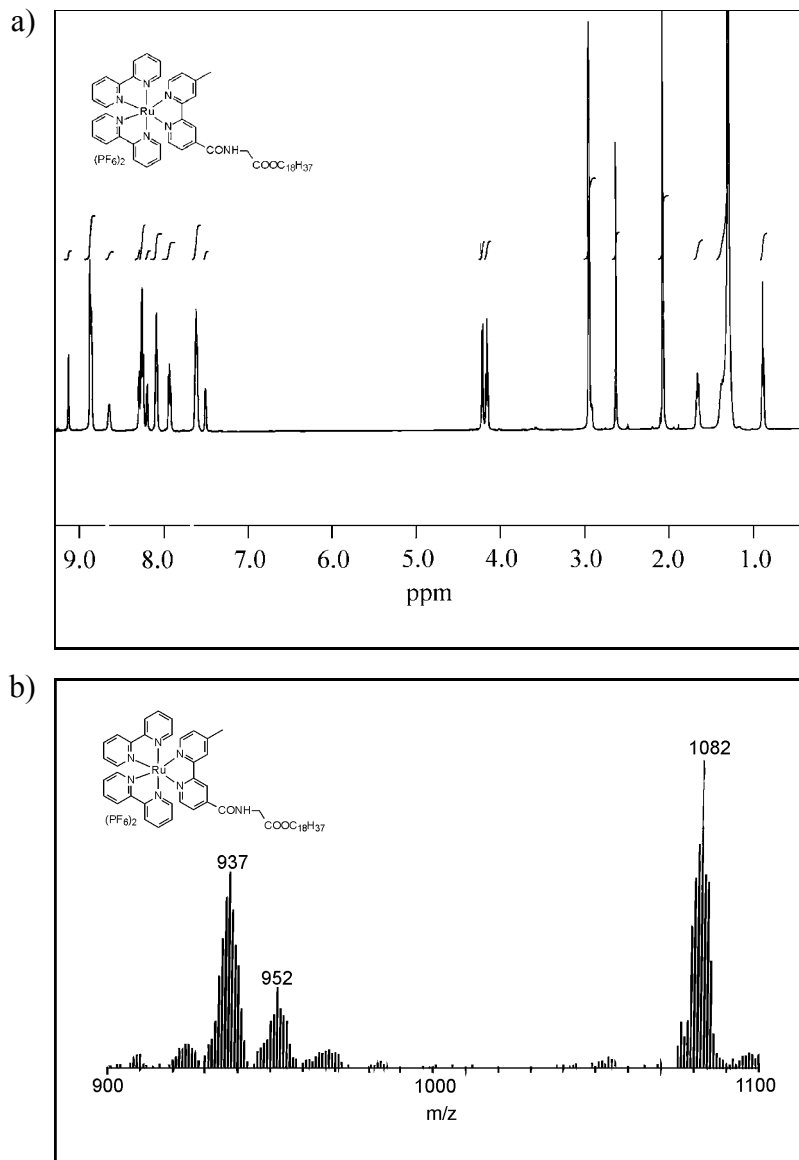 a)
N
N
N
Ru
N
N
N
CONH
COOC18H37
(PF6)2
9.0 8.0 7.0 6.0 5.0 4.0 3.0 2.0 1.0
ppm
b)
N
N
N
Ru
N
N
N
CONH
COOC18H37
(PF6)2
1082
937
952
900 1000 1100
m/z